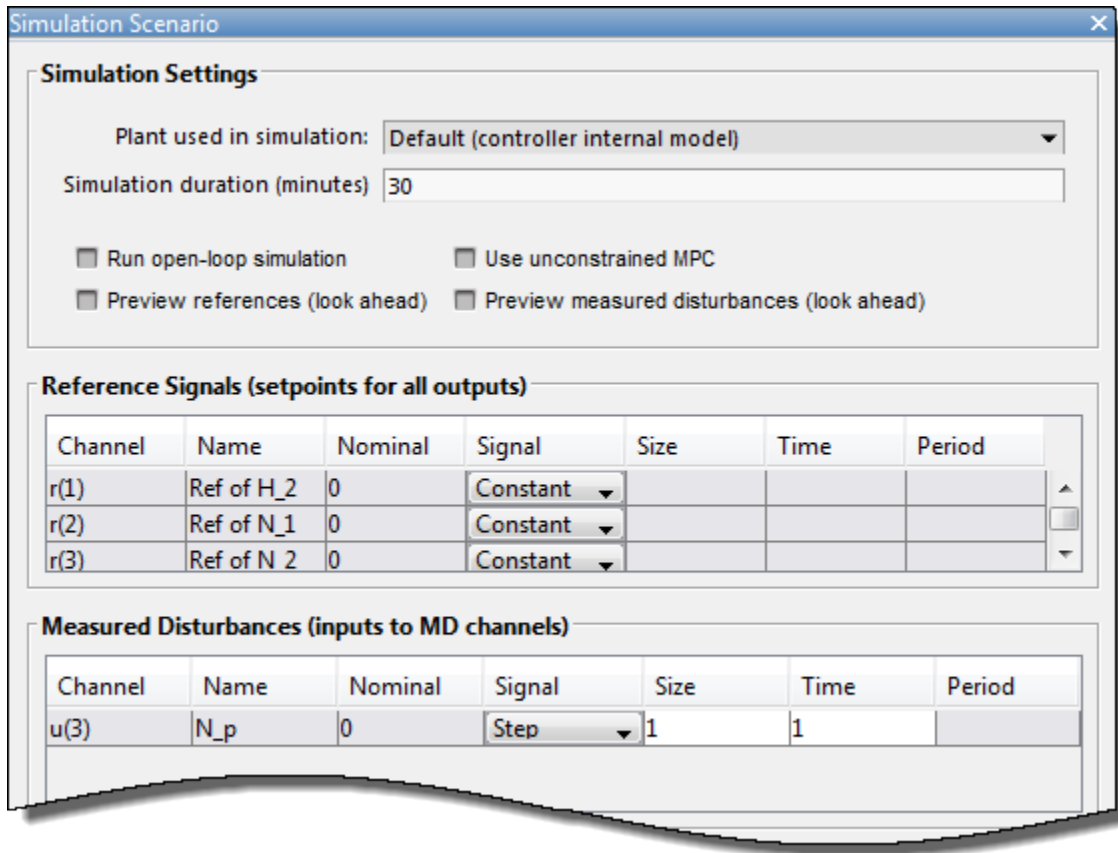 Simulation Scenario
Simulation Settings
Plant used in simulation: Default (controller internal model)
Simulation duration (minutes) 30
Run open-loop simulation Use unconstrained MPC
Preview references (look ahead) Preview measured disturbances (look ahead)
Reference Signals (setpoints for all outputs)
Channel Name Nominal Signal Size Time Period
r(1) Ref of H_2 0 Constant
r(2) Ref of N_1 0 Constant
r(3) Ref of N_2 0 Constant
Measured Disturbances (inputs to MD channels)
Channel Name Nominal Signal Size Time Period
u(3) N_p 0 Step 1 1